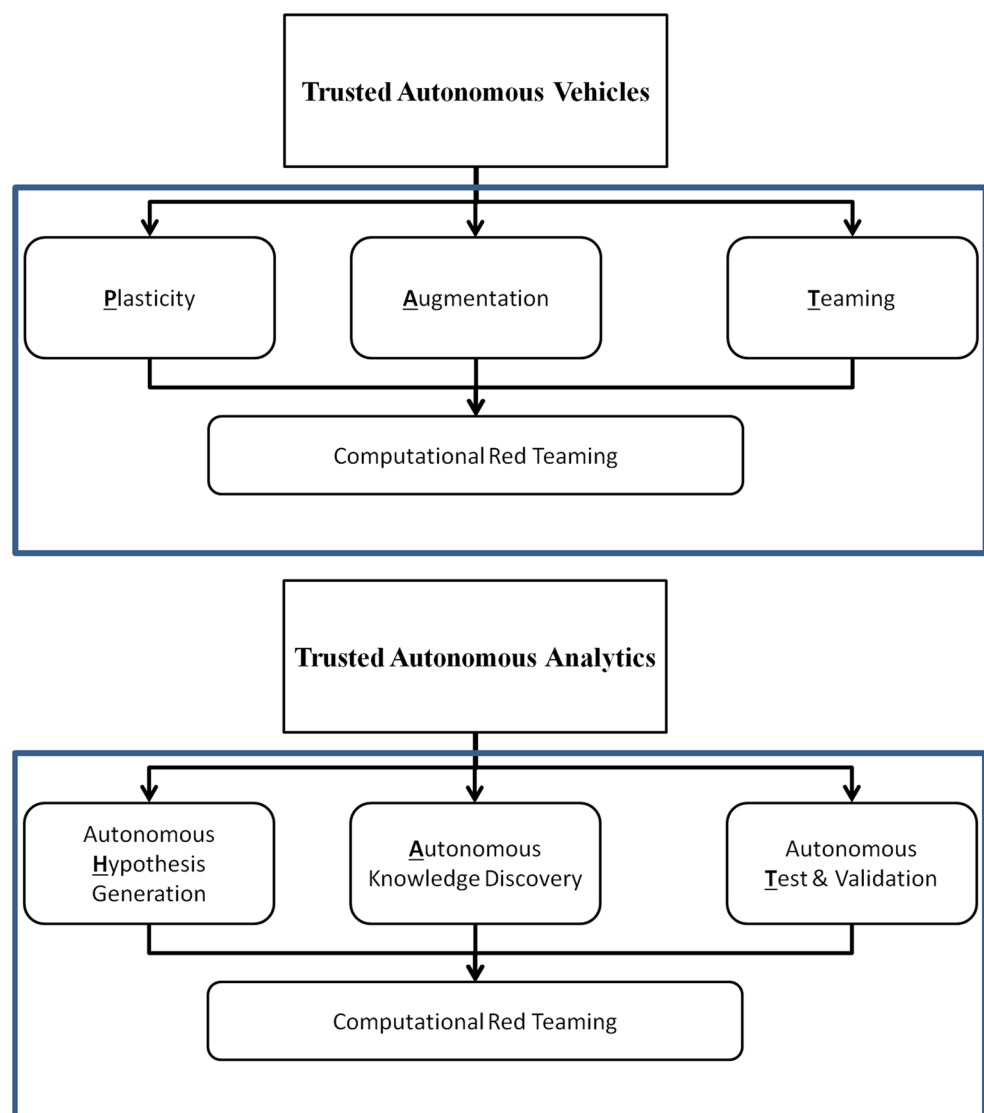 Trusted Autonomous Vehicles
Plasticity
Augmentation
Teaming
Computational Red Teaming
Trusted Autonomous Analytics
Autonomous
Hypothesis
Generation
Autonomous
Knowledge Discovery
Autonomous
Test & Validation
Computational Red Teaming